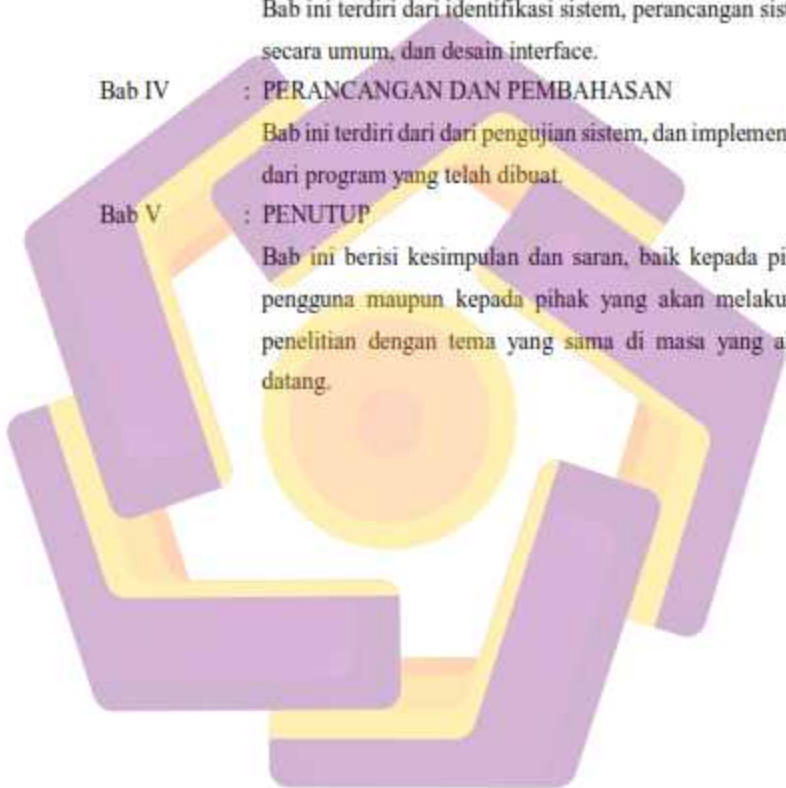 Bab ini terdiri dari identifikasi sistem, perancangan sis
secara umum, dan desain interface.
Bab IV : PERANCANGAN DAN PEMBAHASAN
Bab ini terdiri dari dari pengujian sistem, dan implemen
dari program yang telah dibuat.
Bab V : PENUTUP
Bab ini berisi kesimpulan dan saran, baik kepada pi
pengguna maupun kepada pihak yang akan melaku
penelitian dengan tema yang sama di masa yang a
datang.